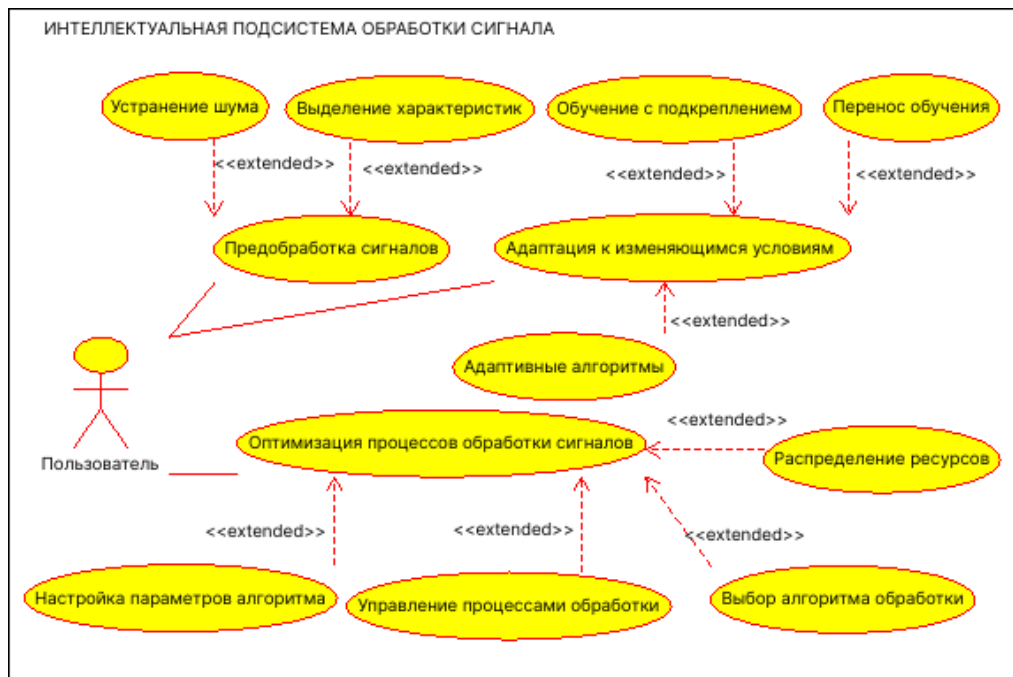 ИНТЕЛЛЕКТУАЛЬНАЯ ПОДСИСТЕМА ОБРАБОТКИ СИГНАЛА
Устранение шума
Выделение характеристик
Обучение с подкреплением
Перенос обучения
<<extended>>
<<extended>>
<<extended>>
<<extended>>
Предобработка сигналов
Адаптация к изменяющимся условиям
<<extended>>
Адаптивные алгоритмы
<<extended>>
Оптимизация процессов обработки сигналов
Пользователь
Распределение ресурсов
<<extended>>
<<extended>>
<<extended>>
Настройка параметров алгоритма
Управление процессами обработки
Выбор алгоритма обработки